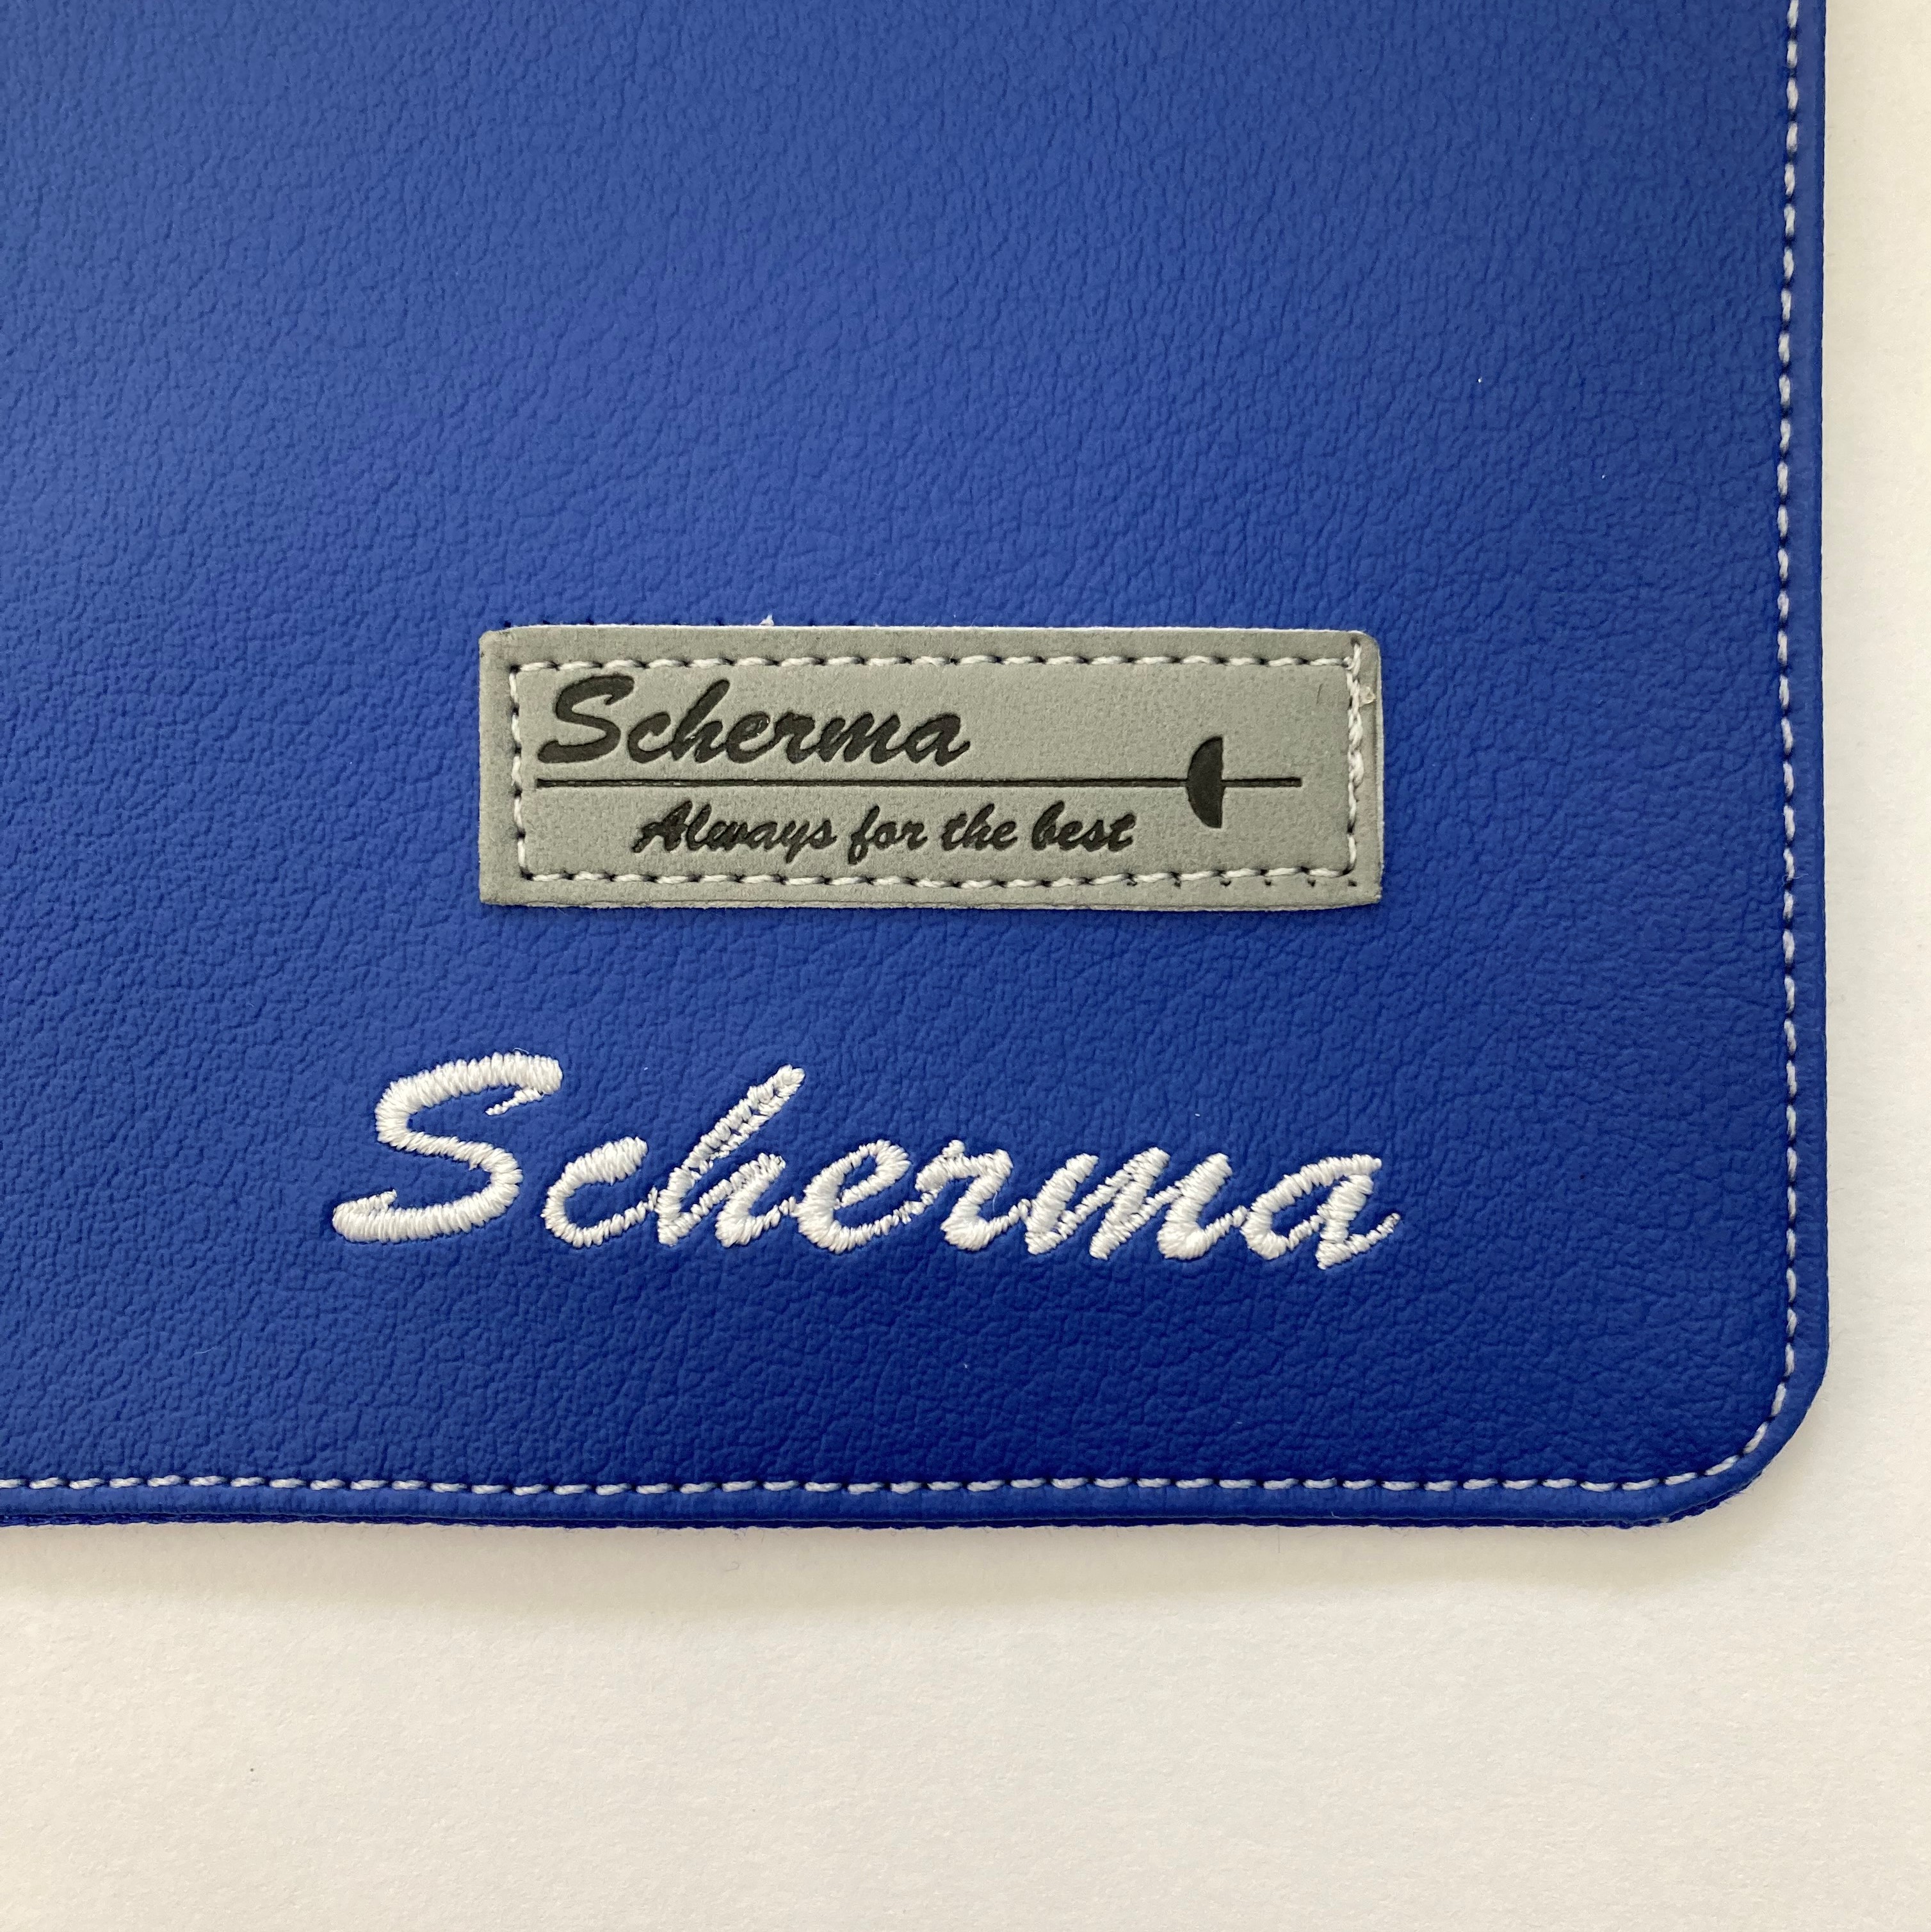 Scherma
Always for the best
Scherma